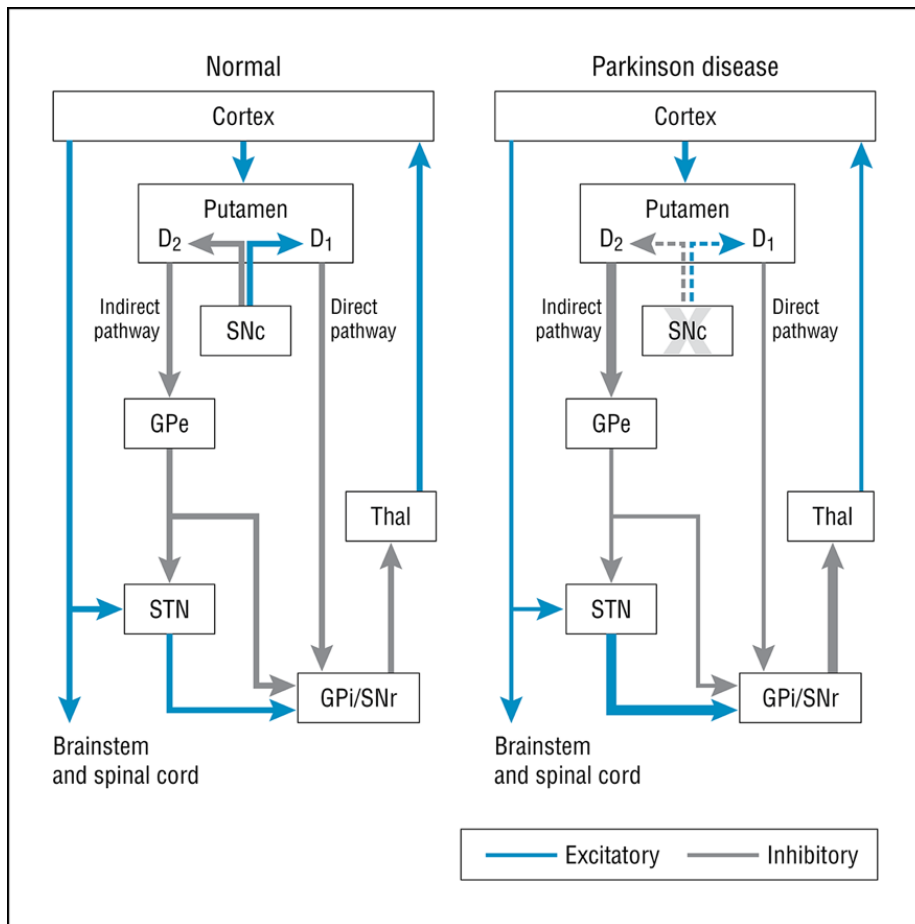 Normal
Cortex
Putamen
D2
D1
Indirect
pathway
SNc
Direct
pathway
GPe
Thal
STN
GPi/SNr
Brainstem
and spinal cord
Parkinson disease
Cortex
Putamen
D2
D1
Indirect
pathway
SNc
Direct
pathway
GPe
Thal
STN
GPi/SNr
Brainstem
and spinal cord
Excitatory
Inhibitory